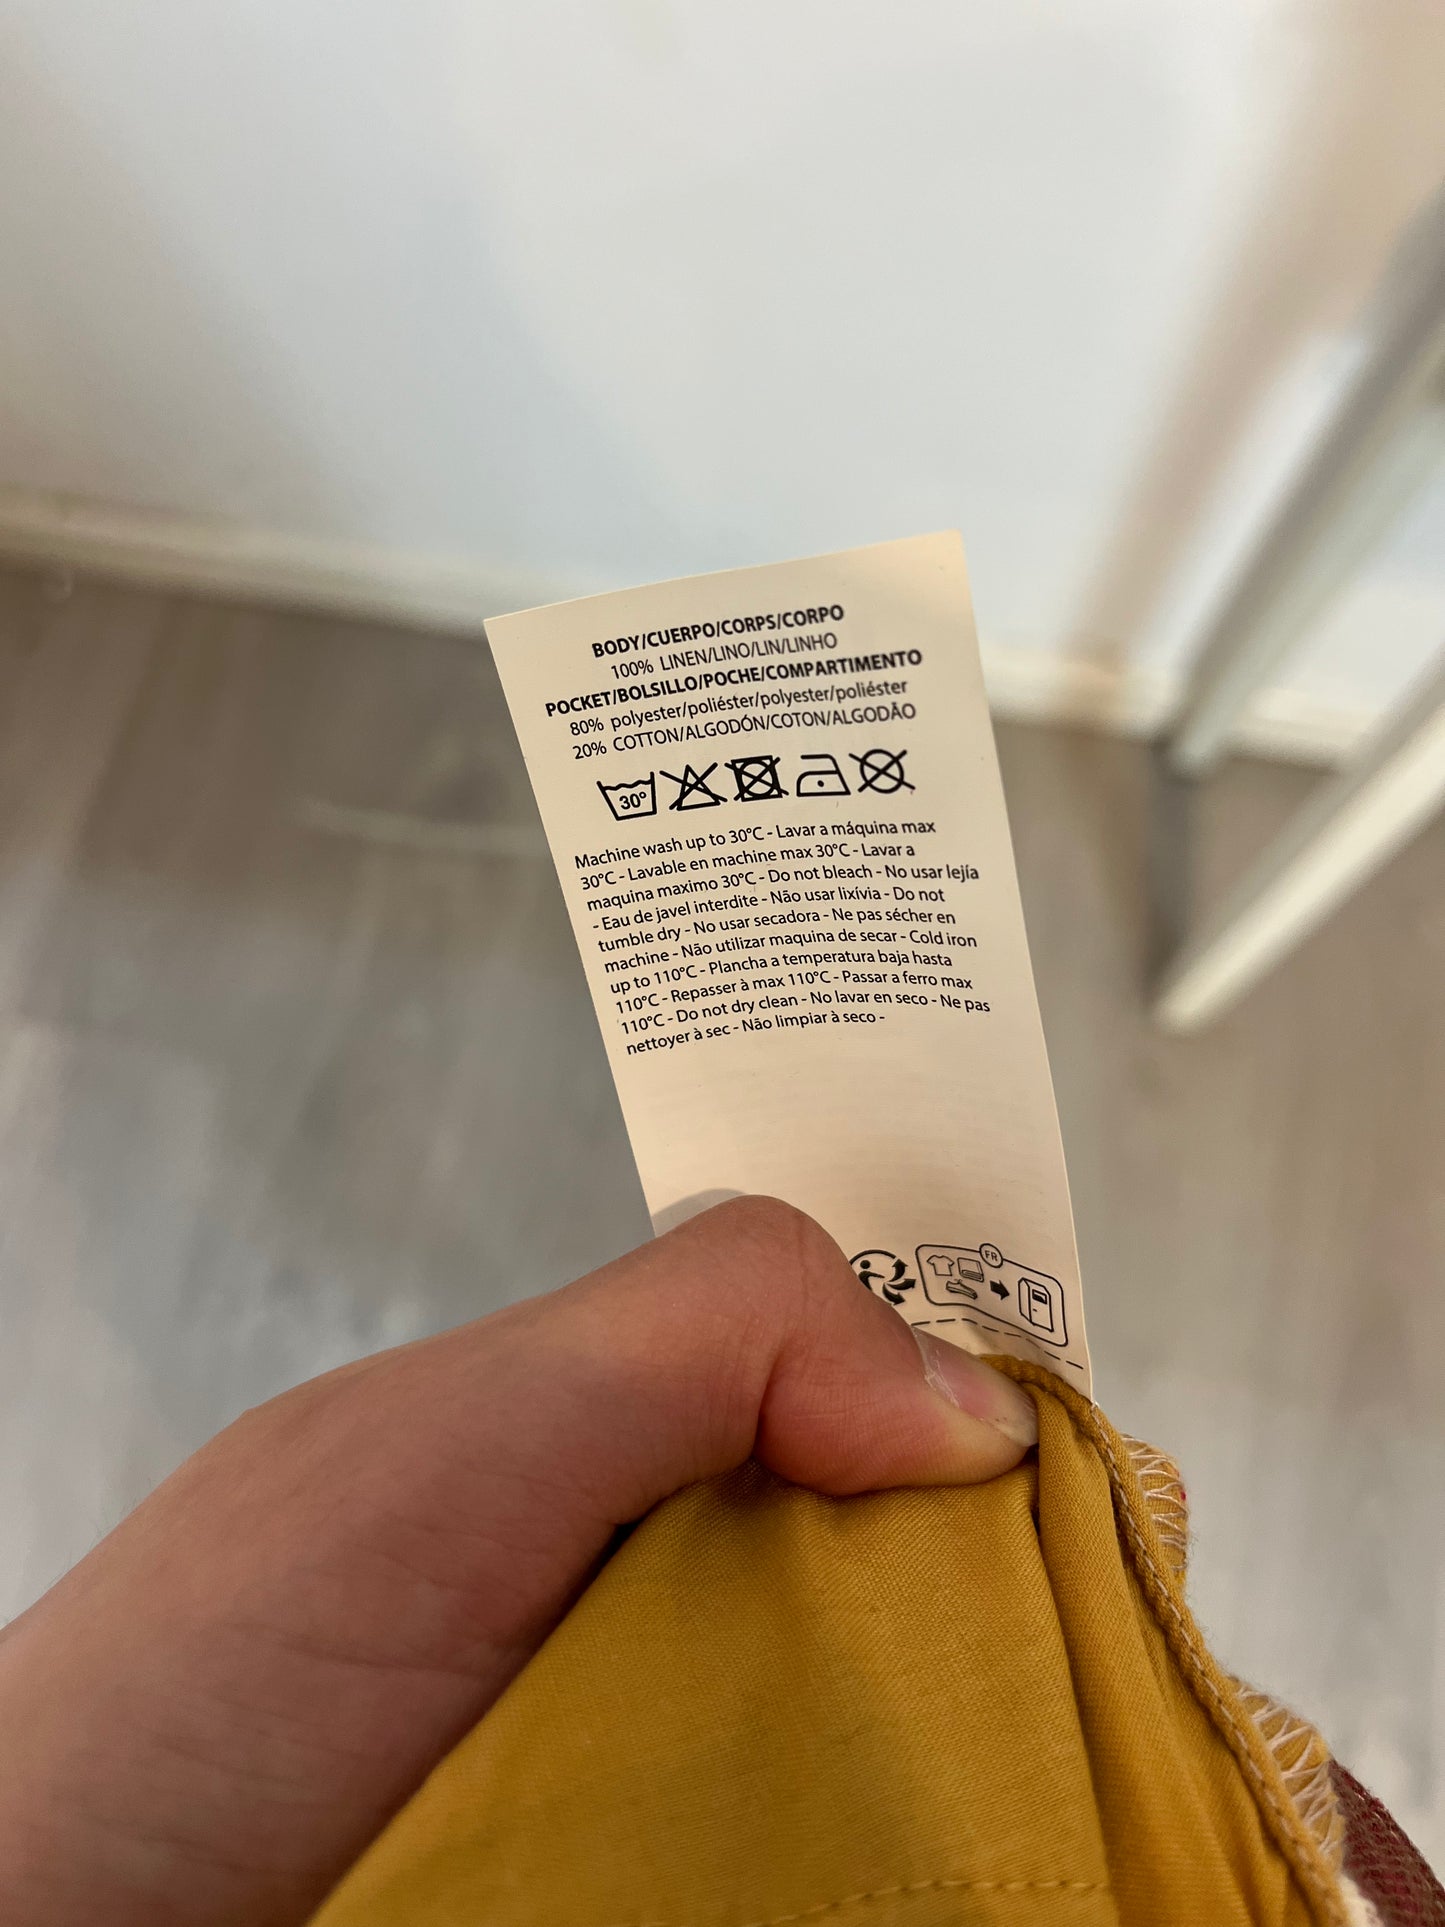 BODY/CUERPO/CORPS/CORPO
100% LINEN/LINO/LIN/LINHO
POCKET/BOLSILLO/POCHE/COMPARTIMENTO
80% polyester/poliéster/polyester/poliéster
20% COTTON/ALGODÓN/COTON/ALGODÃO
30°
Machine wash up to 30°C - Lavar a máquina max
30°C - Lavable en machine max 30°C - Lavar a
maquina maximo 30°C - Do not bleach - No usar lejía
- Eau de javel interdite - Não usar lixívia - Do not
tumble dry - No usar secadora - Ne pas sécher en
machine - Não utilizar maquina de secar - Cold iron
up to 110°C - Plancha a temperatura baja hasta
110°C - Repasser à max 110°C - Passar a ferro max
110°C - Do not dry clean - No lavar en seco - Ne pas
nettoyer à sec - Não limpiar à seco -
FR